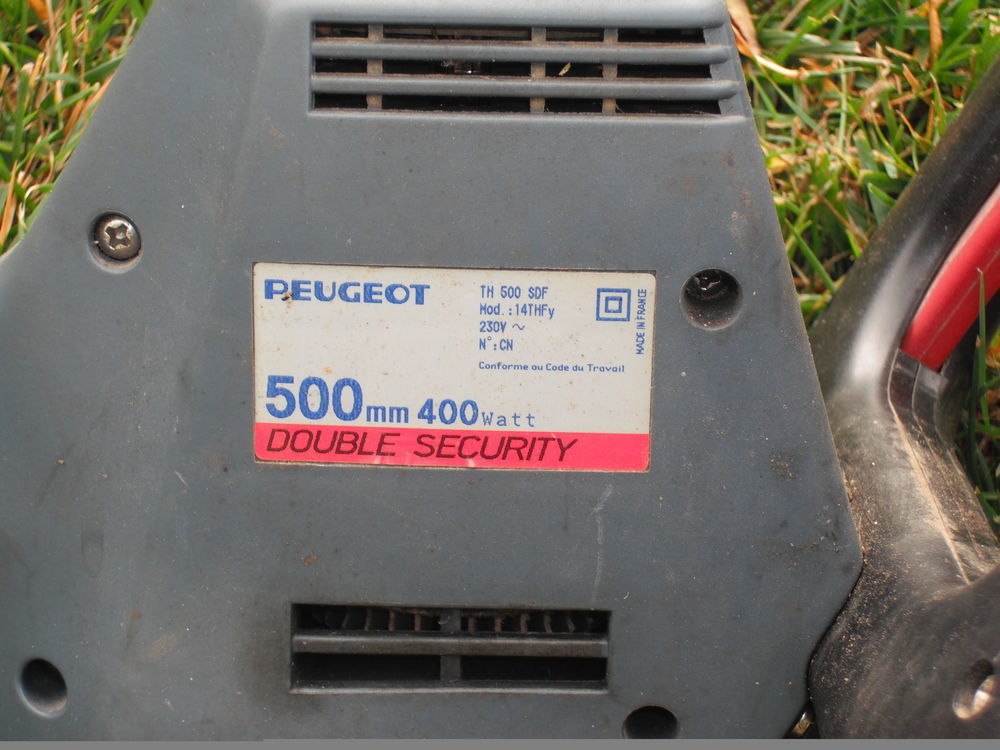 PEUGEOT
TH 500 SDF
Mod.:14THFy
230V ~
N°:CN
Conforme au Code du Travail
MADE IN FRANCE
500mm 400Watt
DOUBLE SECURITY